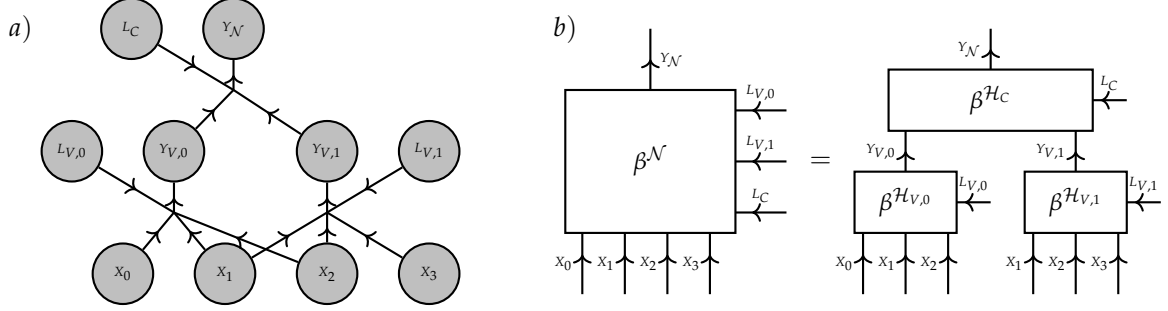 a)
L_C Y_𝒩
L_{V,0} Y_{V,0} Y_{V,1} L_{V,1}
X_0 X_1 X_2 X_3
b)
Y_𝒩
β^𝒩
L_{V,0}
L_{V,1}
L_C
X_0 X_1 X_2 X_3
=
Y_𝒩
β^{ℋ_C} L_C
Y_{V,0} Y_{V,1}
β^{ℋ_{V,0}} L_{V,0} β^{ℋ_{V,1}} L_{V,1}
X_0 X_1 X_2 X_1 X_2 X_3